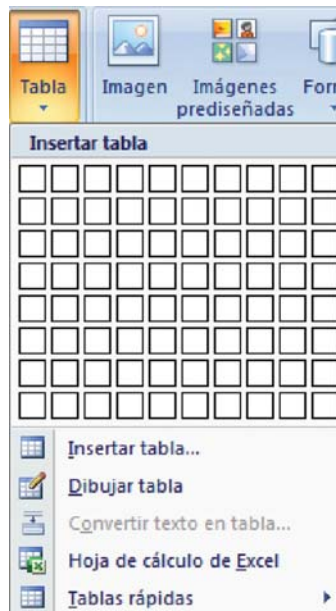 Tabla
Imagen
Imágenes
prediseñadas
Insertar tabla
Insertar tabla...
Dibujar tabla
Convertir texto en tabla...
Hoja de cálculo de Excel
Tablas rápidas